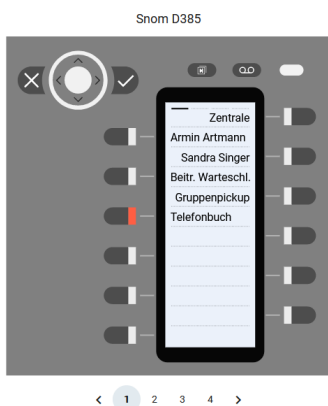 Snom D385
Zentrale
Armin Artmann
Sandra Singer
Beitr. Warteschl.
Gruppenpickup
Telefonbuch
1 2 3 4